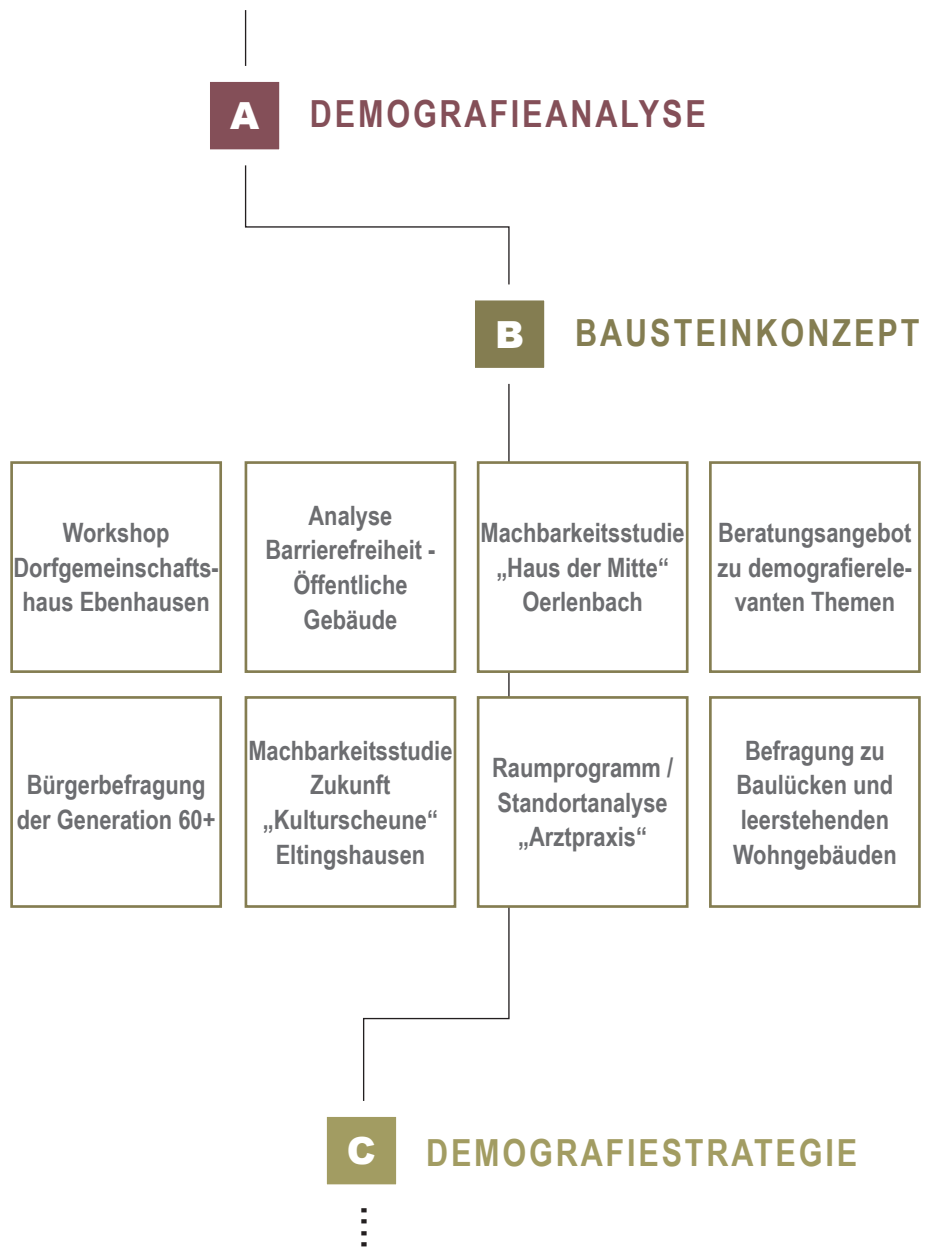 A DEMOGRAFIEANALYSE
B BAUSTEINKONZEPT
Workshop
Dorfgemeinschafts-
haus Ebenhausen
Analyse
Barrierefreiheit -
Öffentliche
Gebäude
Machbarkeitsstudie
„Haus der Mitte“
Oerlenbach
Beratungsangebot
zu demografierele-
vanten Themen
Bürgerbefragung
der Generation 60+
Machbarkeitsstudie
Zukunft
„Kulturscheune“
Eltingshausen
Raumprogramm /
Standortanalyse
„Arztpraxis“
Befragung zu
Baulücken und
leerstehenden
Wohngebäuden
C DEMOGRAFIESTRATEGIE